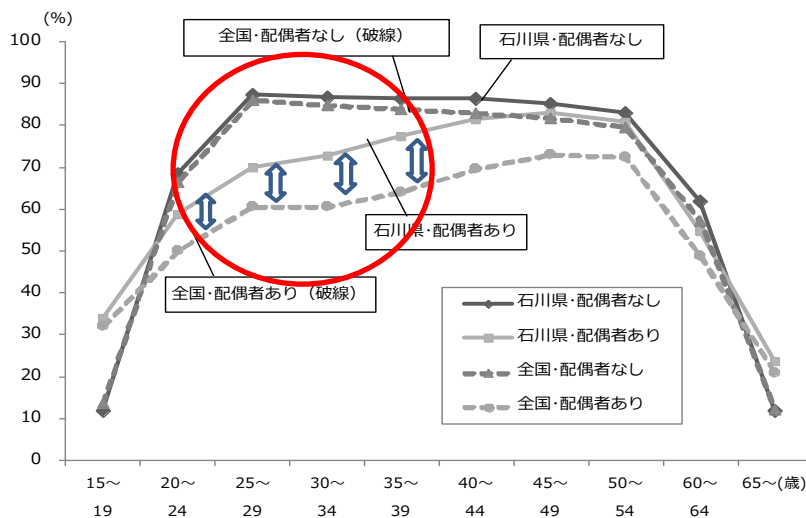 (%)
全国･配偶者なし（破線）
石川県･配偶者なし
100
90
80
70
60
50
40
30
20
10
0
石川県･配偶者あり
全国･配偶者あり（破線）
石川県･配偶者なし
石川県･配偶者あり
全国･配偶者なし
全国･配偶者あり
15～ 20～ 25～ 30～ 35～ 40～ 45～ 50～ 60～ 65～(歳)
19 24 29 34 39 44 49 54 64